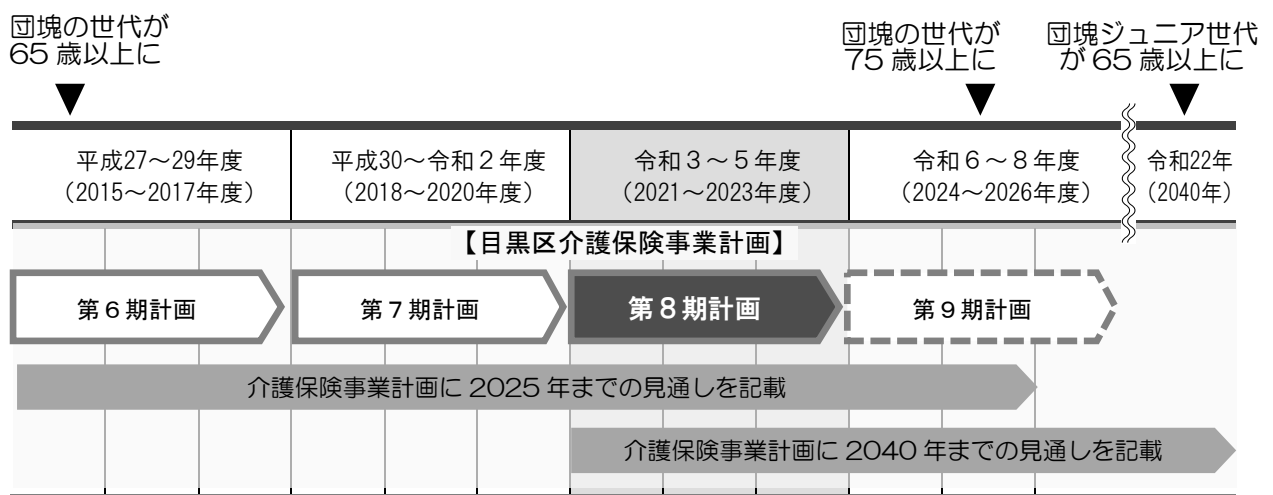 団塊の世代が
65 歳以上に
団塊の世代が
75 歳以上に
団塊ジュニア世代
が 65 歳以上に
平成27～29年度
（2015～2017年度）
平成30～令和２年度
（2018～2020年度）
令和３～５年度
（2021～2023年度）
令和６～８年度
（2024～2026年度）
令和22年
（2040年）
【目黒区介護保険事業計画】
第６期計画
第７期計画
第８期計画
第９期計画
介護保険事業計画に 2025 年までの見通しを記載
介護保険事業計画に 2040 年までの見通しを記載